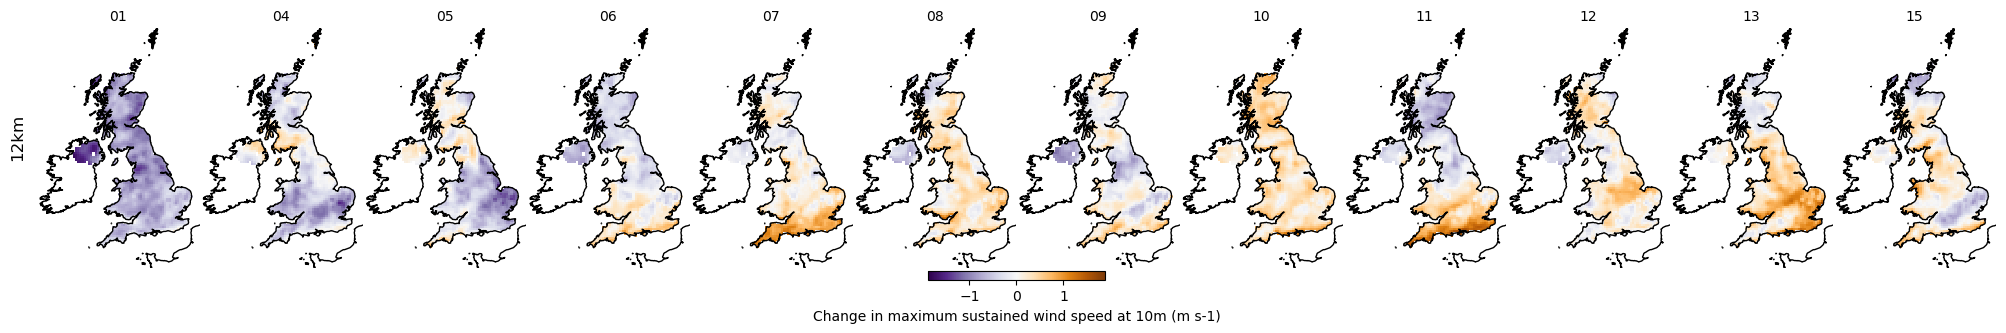 01 04 05 06 07 08 09 10 11 12 13 15
12km
−1 0 1
Change in maximum sustained wind speed at 10m (m s-1)